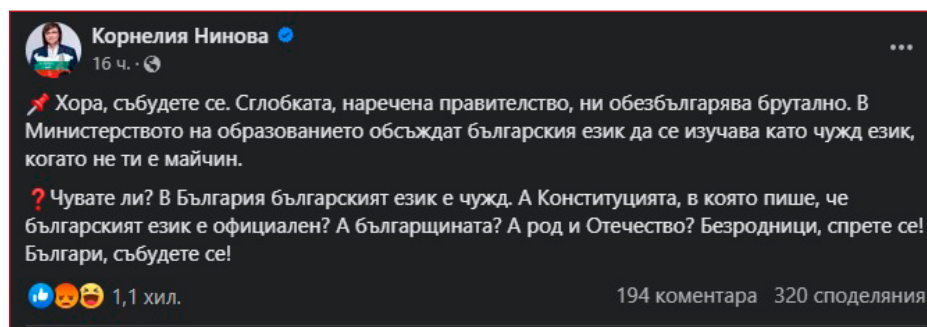 Корнелия Нинова
16 ч. ·
📌 Хора, събудете се. Сглобката, наречена правителство, ни обезбългарява брутално. В
Министерството на образованието обсъждат българския език да се изучава като чужд език,
когато не ти е майчин.
❓Чувате ли? В България българският език е чужд. А Конституцията, в която пише, че
българският език е официален? А българщината? А род и Отечество? Безродници, спрете се!
Българи, събудете се!
1,1 хил.
194 коментара 320 споделяния